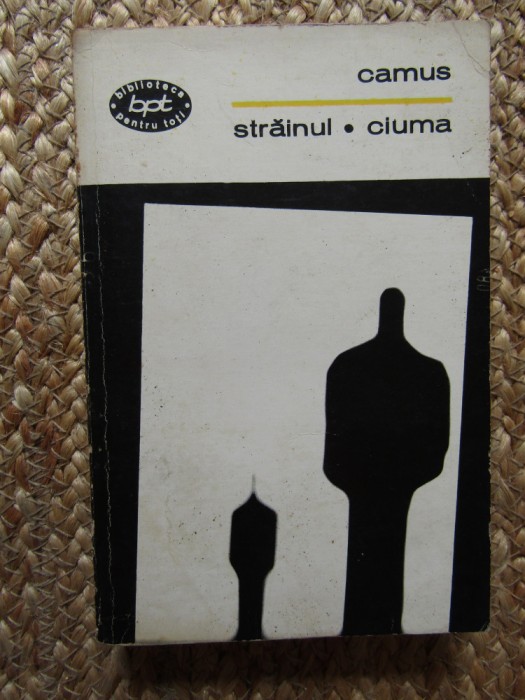 biblioteca
bpt
pentru toți
camus
străinul • ciuma